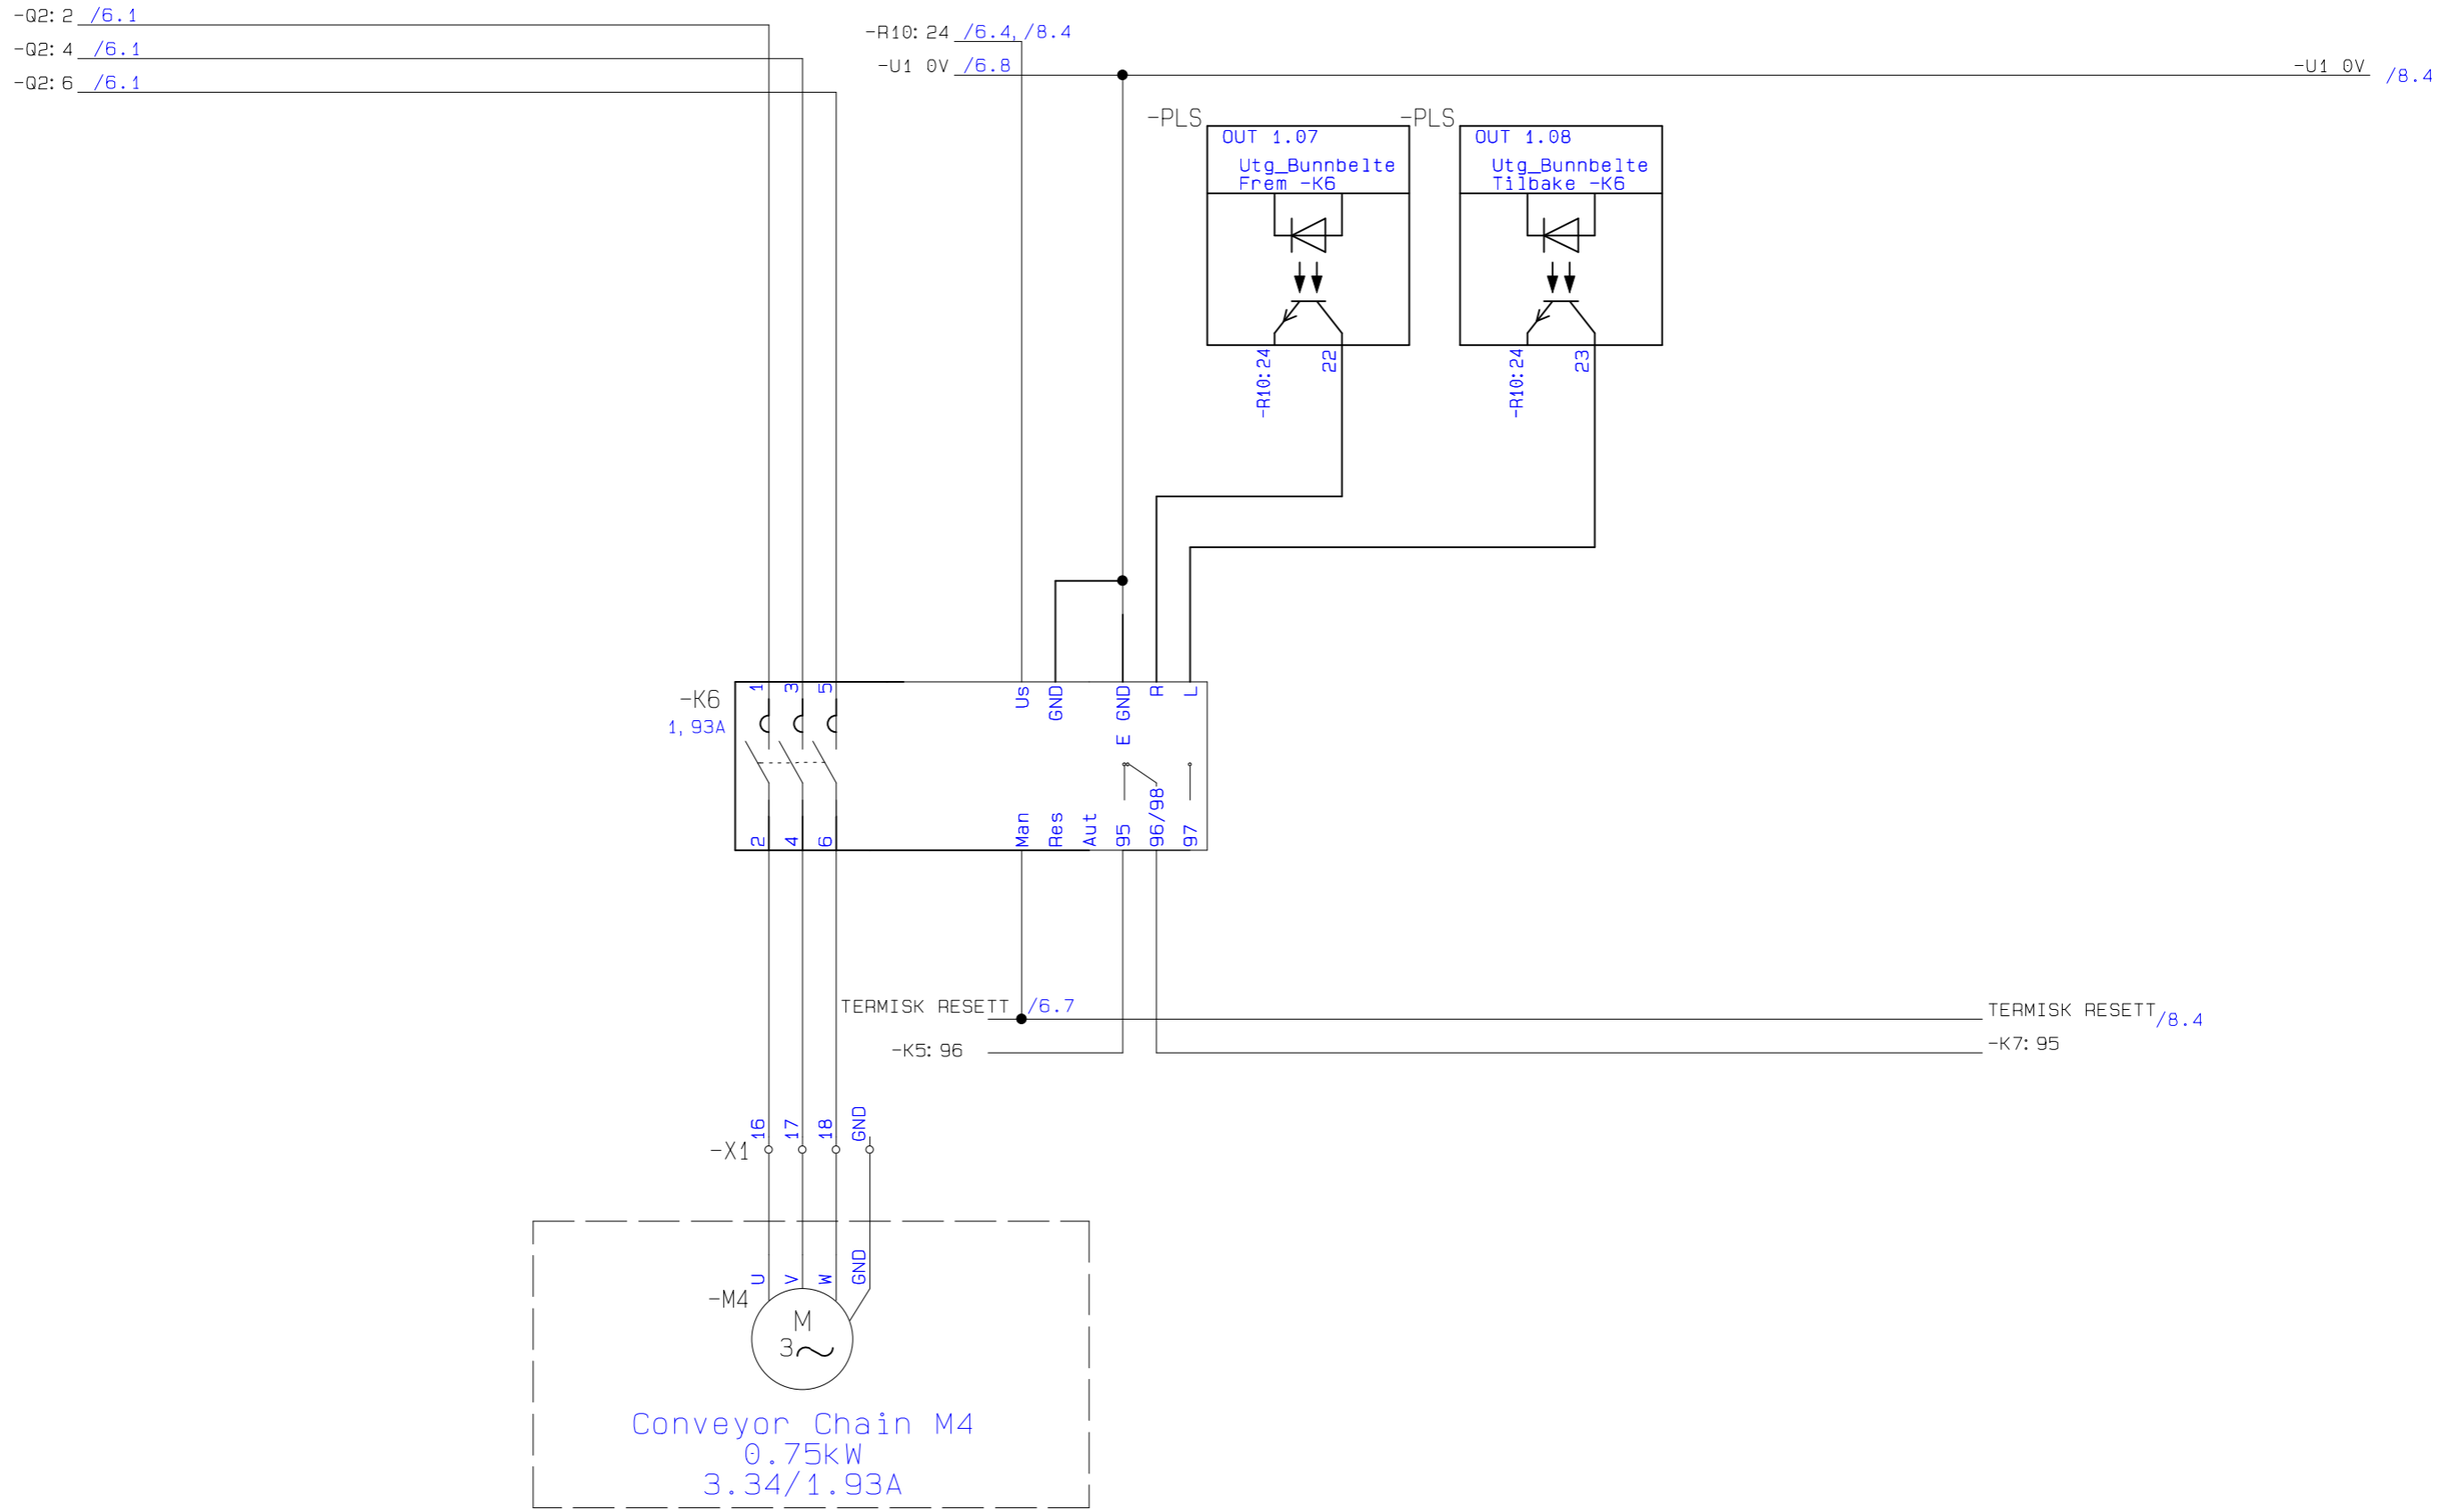 -Q2:2 /6.1
-Q2:4 /6.1
-Q2:6 /6.1
-R10:24 /6.4,/8.4
-U1 0V /6.8
-U1 0V /8.4
-PLS
OUT 1.07
Utg_Bunnbelte
Frem -K6
-R10:24
22
-PLS
OUT 1.08
Utg_Bunnbelte
Tilbake -K6
-R10:24
23
-K6
1,93A
1 3 5
Us GND E GND R L
2 4 6
Man Res Aut 95 96/98 97
TERMISK RESETT /6.7
TERMISK RESETT /8.4
-K5:96
-K7:95
-X1
16 17 18 GND
U V W GND
-M4
M
3~
Conveyor Chain M4
0.75kW
3.34/1.93A